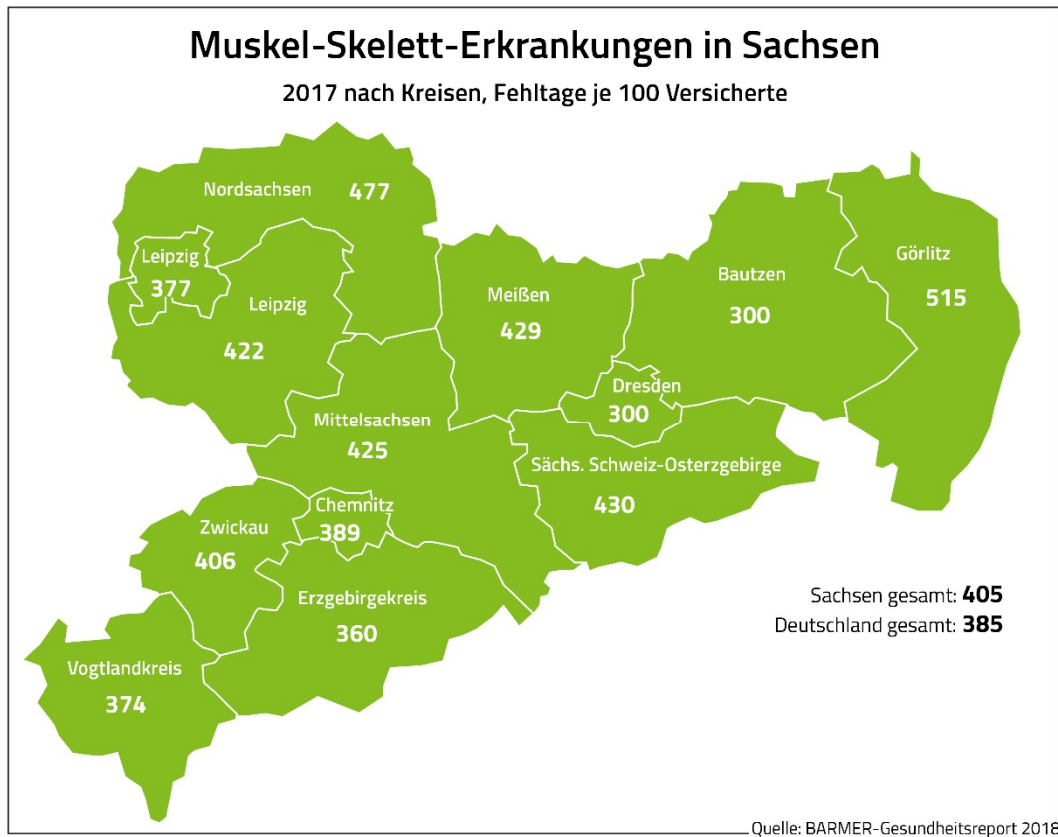 Muskel-Skelett-Erkrankungen in Sachsen
2017 nach Kreisen, Fehltage je 100 Versicherte
Nordsachsen 477
Leipzig
377
Leipzig
422
Meißen
429
Bautzen
300
Görlitz
515
Dresden
300
Mittelsachsen
425
Sächs. Schweiz-Osterzgebirge
430
Chemnitz
389
Zwickau
406
Erzgebirgekreis
360
Vogtlandkreis
374
Sachsen gesamt: 405
Deutschland gesamt: 385
Quelle: BARMER-Gesundheitsreport 2018